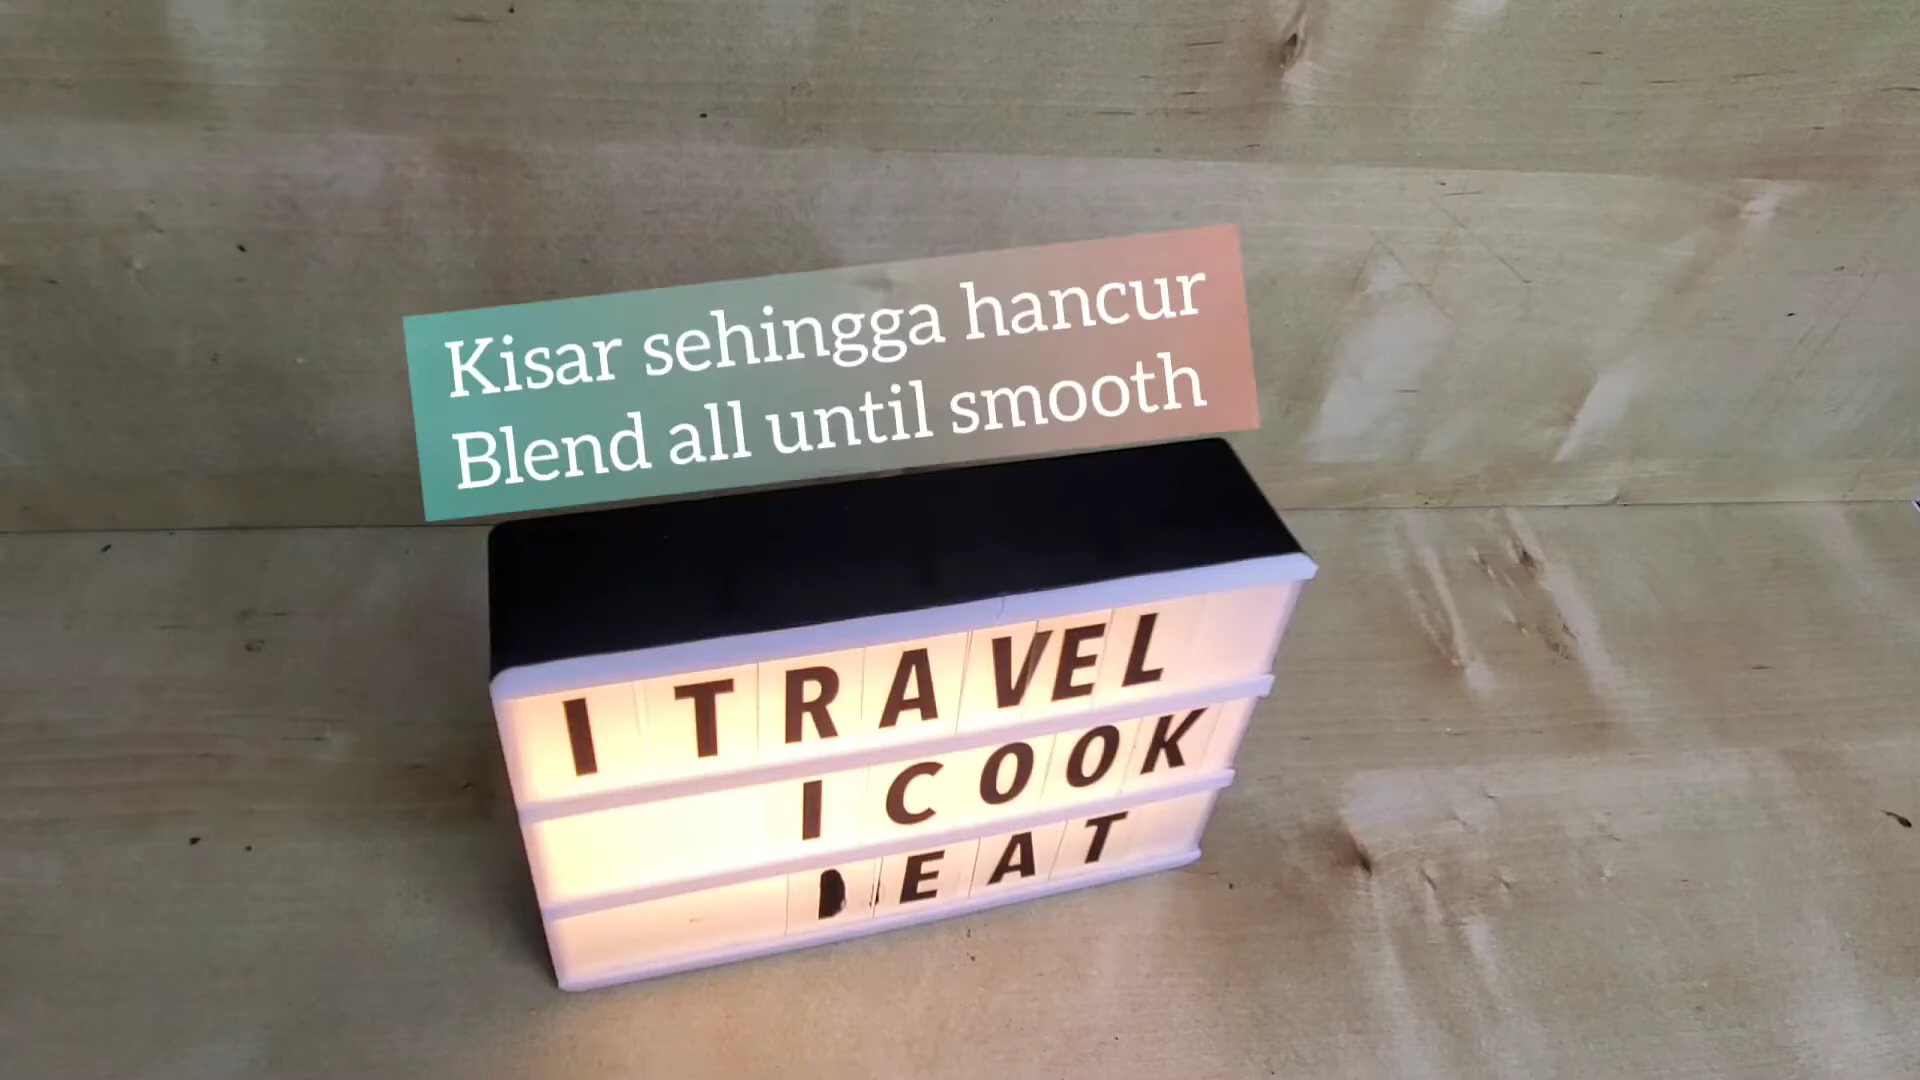 Kisar sehingga hancur
Blend all until smooth
I TRAVEL
I COOK
EAT